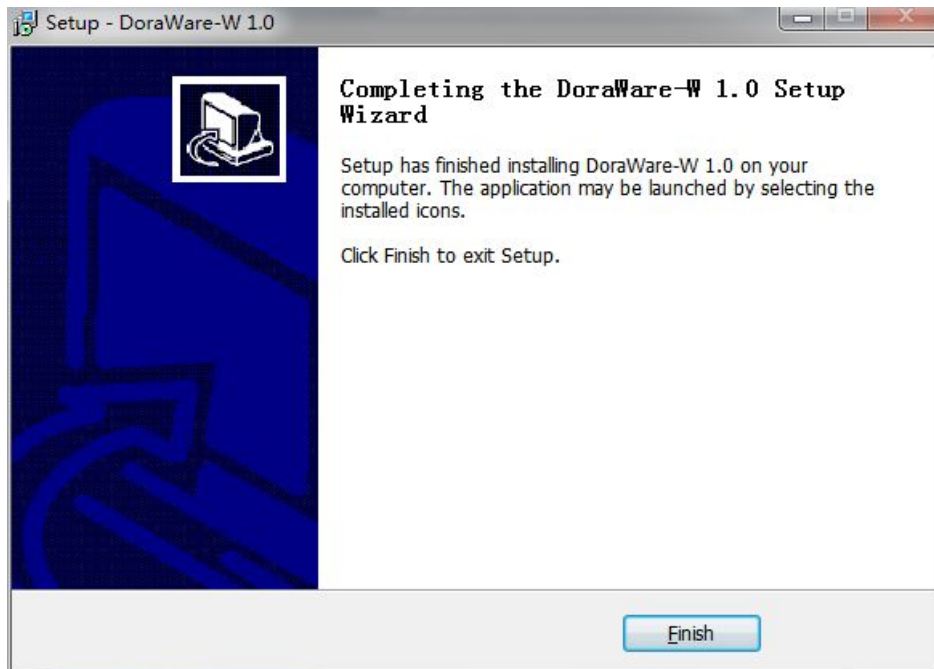 Setup - DoraWare-W 1.0
Completing the DoraWare-W 1.0 Setup
Wizard
Setup has finished installing DoraWare-W 1.0 on your
computer. The application may be launched by selecting the
installed icons.
Click Finish to exit Setup.
Finish